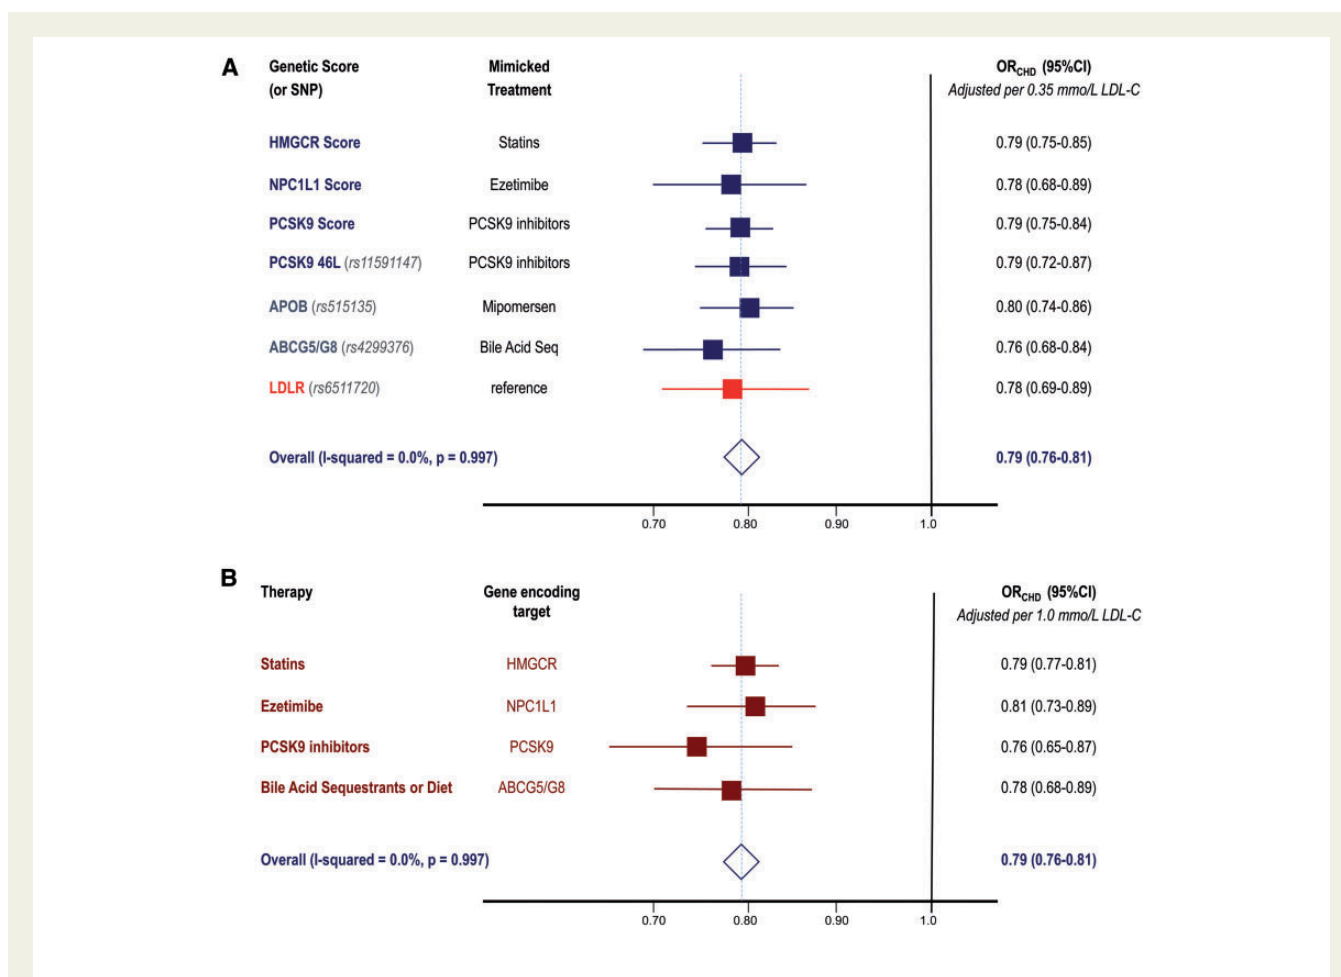 A
Genetic Score (or SNP) Mimicked Treatment OR_CHD (95%CI)
Adjusted per 0.35 mmo/L LDL-C
HMGCR Score Statins 0.79 (0.75-0.85)
NPC1L1 Score Ezetimibe 0.78 (0.68-0.89)
PCSK9 Score PCSK9 inhibitors 0.79 (0.75-0.84)
PCSK9 46L (rs11591147) PCSK9 inhibitors 0.79 (0.72-0.87)
APOB (rs515135) Mipomersen 0.80 (0.74-0.86)
ABCG5/G8 (rs4299376) Bile Acid Seq 0.76 (0.68-0.84)
LDLR (rs6511720) reference 0.78 (0.69-0.89)
Overall (I-squared = 0.0%, p = 0.997) 0.79 (0.76-0.81)
0.70 0.80 0.90 1.0
B
Therapy Gene encoding target OR_CHD (95%CI)
Adjusted per 1.0 mmo/L LDL-C
Statins HMGCR 0.79 (0.77-0.81)
Ezetimibe NPC1L1 0.81 (0.73-0.89)
PCSK9 inhibitors PCSK9 0.76 (0.65-0.87)
Bile Acid Sequestrants or Diet ABCG5/G8 0.78 (0.68-0.89)
Overall (I-squared = 0.0%, p = 0.997) 0.79 (0.76-0.81)
0.70 0.80 0.90 1.0